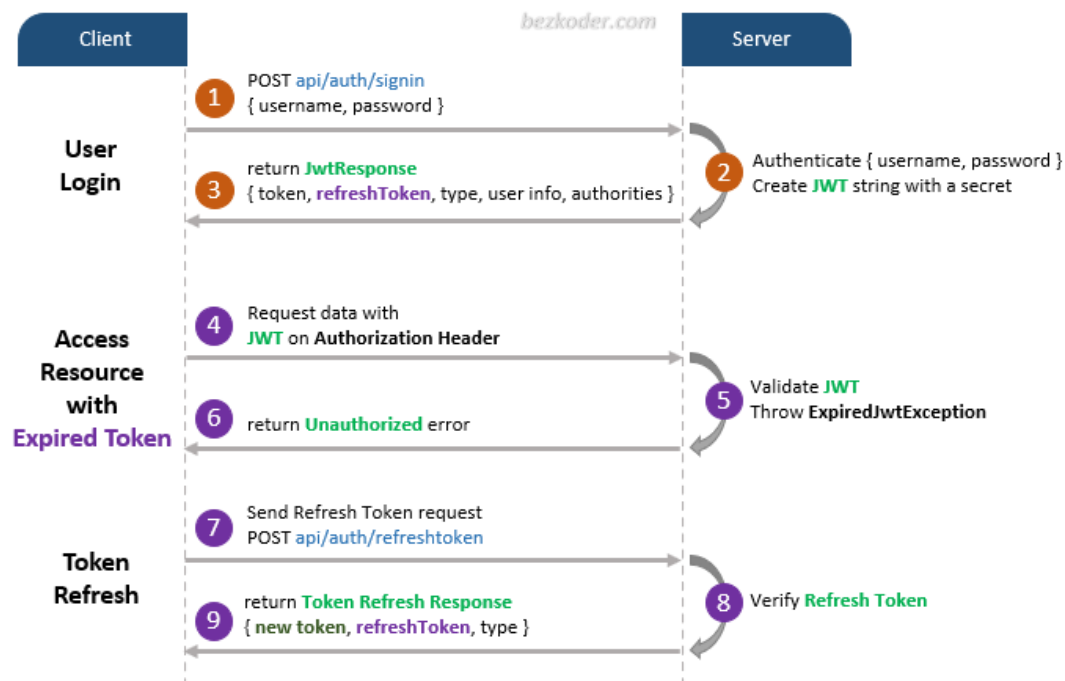 bezkoder.com
Client
Server
User
Login
1
POST api/auth/signin
{ username, password }
2
Authenticate { username, password }
Create JWT string with a secret
3
return JwtResponse
{ token, refreshToken, type, user info, authorities }
Access
Resource
with
Expired Token
4
Request data with
JWT on Authorization Header
5
Validate JWT
Throw ExpiredJwtException
6
return Unauthorized error
Token
Refresh
7
Send Refresh Token request
POST api/auth/refreshtoken
8
Verify Refresh Token
9
return Token Refresh Response
{ new token, refreshToken, type }